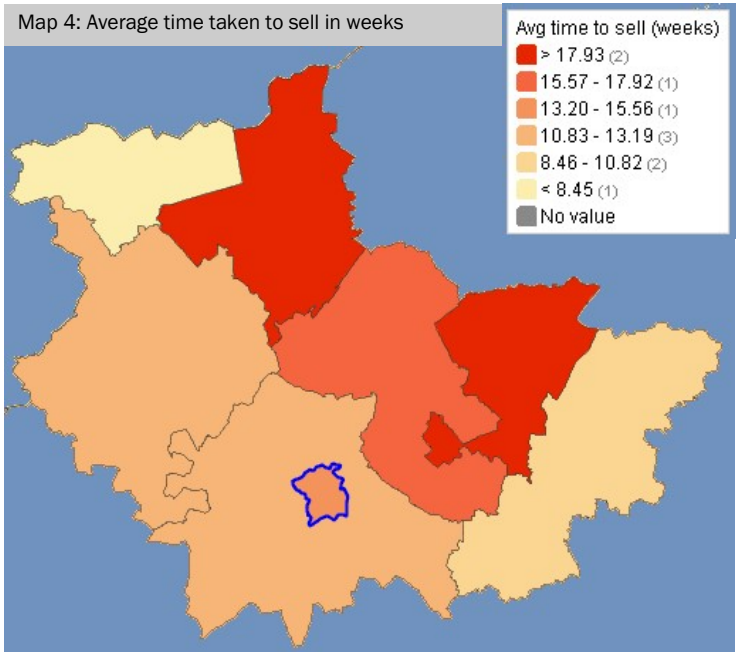 Map 4: Average time taken to sell in weeks
Avg time to sell (weeks)
> 17.93 (2)
15.57 - 17.92 (1)
13.20 - 15.56 (1)
10.83 - 13.19 (3)
8.46 - 10.82 (2)
< 8.45 (1)
No value